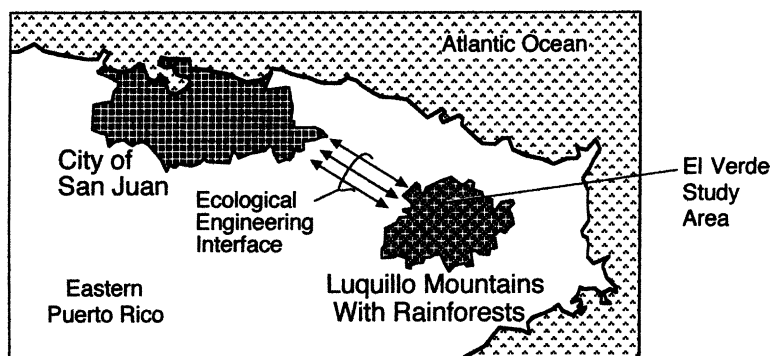 Atlantic Ocean
City of
San Juan
Ecological
Engineering
Interface
El Verde
Study
Area
Luquillo Mountains
With Rainforests
Eastern
Puerto Rico